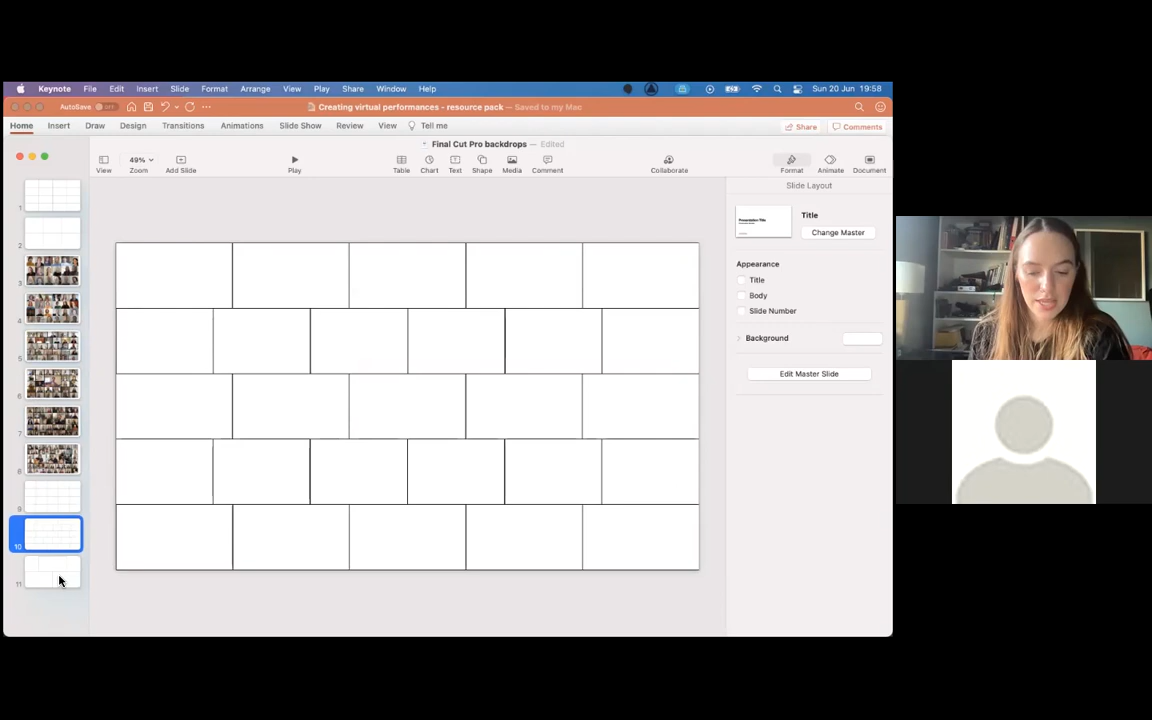 Keynote File Edit Insert Slide Format Arrange View Play Share Window Help Sun 20 Jun 19:58
AutoSave Creating virtual performances - resource pack — Saved to my Mac
Home Insert Draw Design Transitions Animations Slide Show Review View Tell me Share Comments
Final Cut Pro backdrops — Edited
49%
View Zoom Add Slide Play Table Chart Text Shape Media Comment Collaborate Format Animate Document
Slide Layout
Title
Change Master
Appearance
Title
Body
Slide Number
Background
Edit Master Slide
1
2
3
4
5
6
7
8
9
10
11